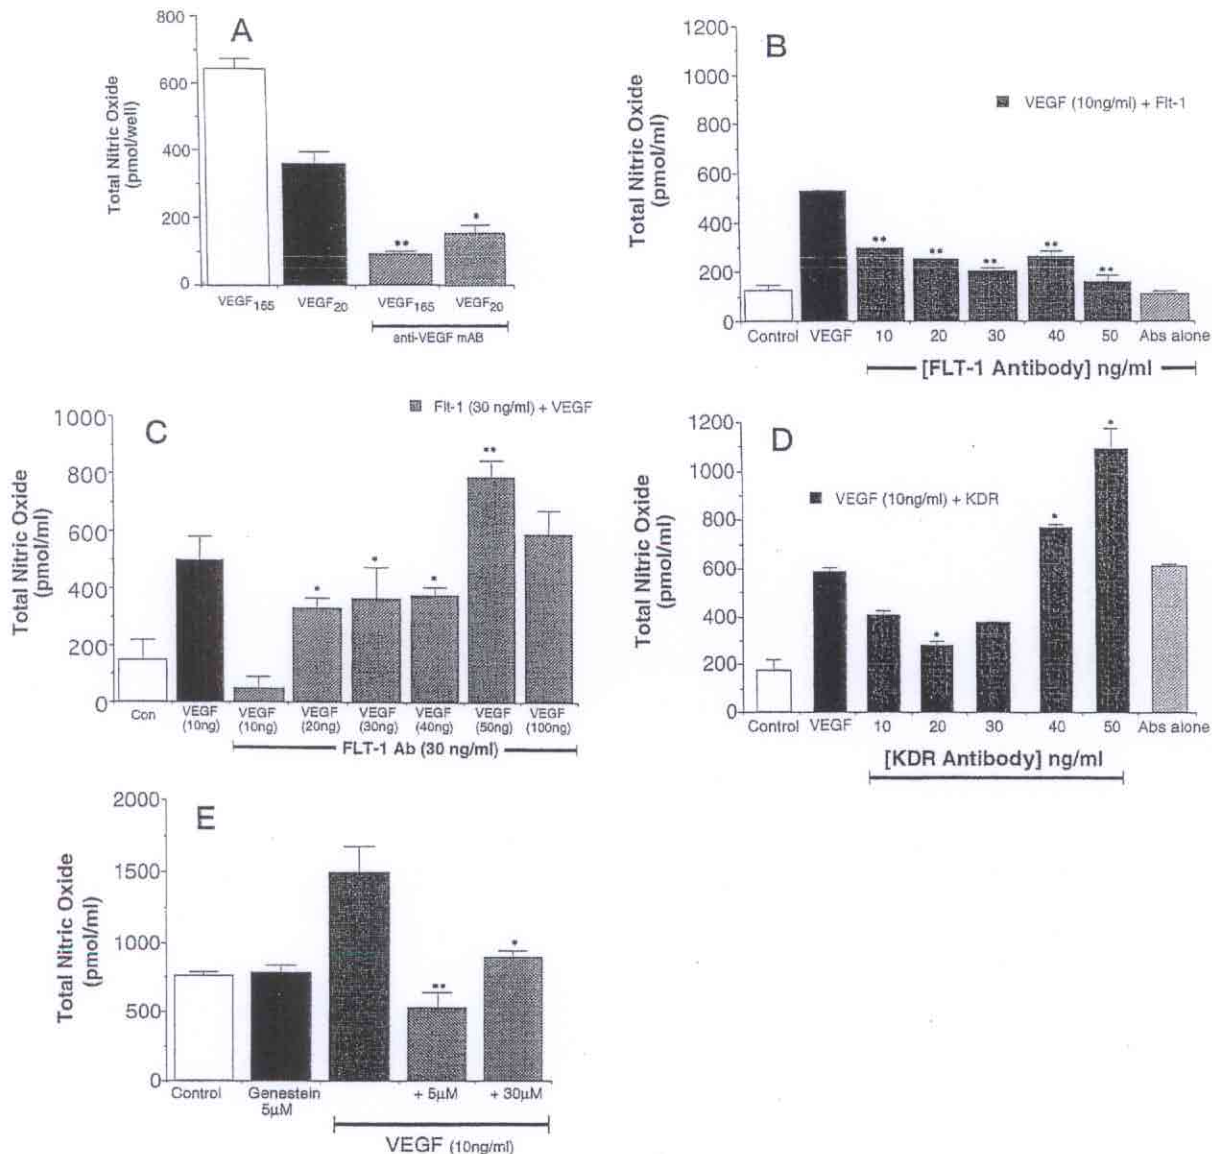 A
Total Nitric Oxide
(pmol/well)
800
600
400
200
0
**
*
VEGF165
VEGF20
VEGF165
VEGF20
anti-VEGF mAB
B
Total Nitric Oxide
(pmol/ml)
1200
1000
800
600
400
200
0
VEGF (10ng/ml) + Flt-1
**
**
**
**
**
Control
VEGF
10
20
30
40
50
Abs alone
[FLT-1 Antibody] ng/ml
C
Total Nitric Oxide
(pmol/ml)
1000
800
600
400
200
0
Flt-1 (30 ng/ml) + VEGF
*
*
*
**
Con
VEGF
(10ng)
VEGF
(10ng)
VEGF
(20ng)
VEGF
(30ng)
VEGF
(40ng)
VEGF
(50ng)
VEGF
(100ng)
FLT-1 Ab (30 ng/ml)
D
Total Nitric Oxide
(pmol/ml)
1200
1000
800
600
400
200
0
VEGF (10ng/ml) + KDR
*
*
*
Control
VEGF
10
20
30
40
50
Abs alone
[KDR Antibody] ng/ml
E
Total Nitric Oxide
(pmol/ml)
2000
1500
1000
500
0
**
*
Control
Genestein
5µM
+ 5µM
+ 30µM
VEGF (10ng/ml)